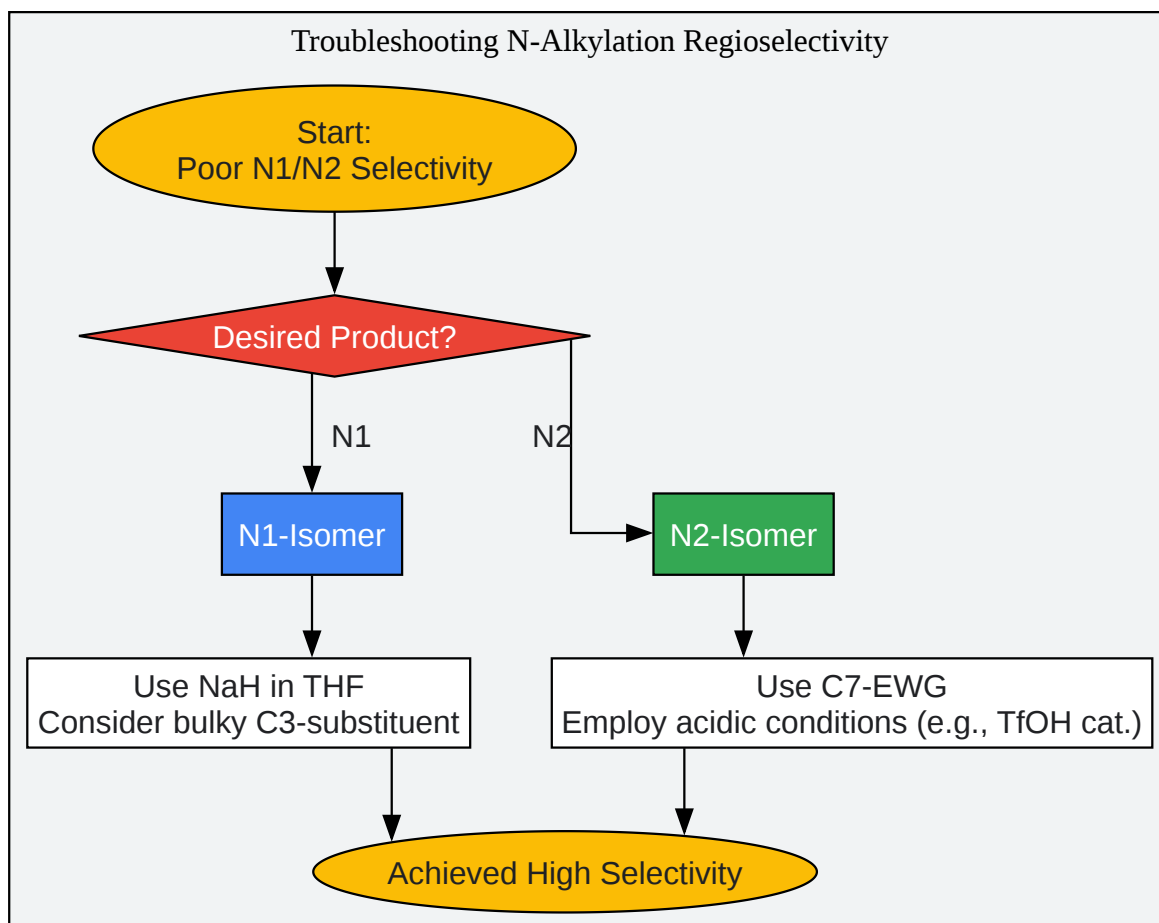 Troubleshooting N-Alkylation Regioselectivity
Start:
Poor N1/N2 Selectivity
Desired Product?
N1
N2
N1-Isomer
N2-Isomer
Use NaH in THF
Consider bulky C3-substituent
Use C7-EWG
Employ acidic conditions (e.g., TfOH cat.)
Achieved High Selectivity